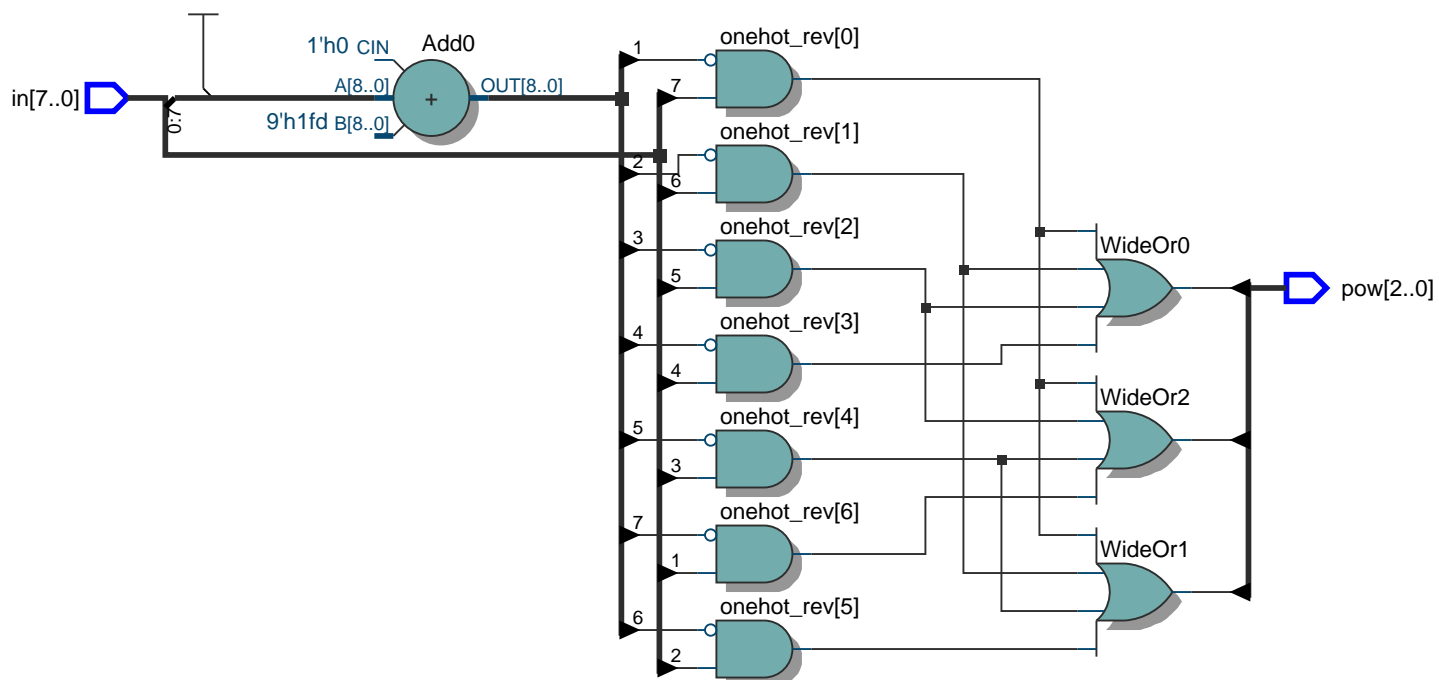 in[7..0]
0:7
1'h0 CIN
A[8..0]
9'h1fd B[8..0]
Add0
+
OUT[8..0]
1
7
onehot_rev[0]
2
6
onehot_rev[1]
3
5
onehot_rev[2]
4
4
onehot_rev[3]
5
3
onehot_rev[4]
7
1
onehot_rev[6]
6
2
onehot_rev[5]
WideOr0
WideOr2
WideOr1
pow[2..0]